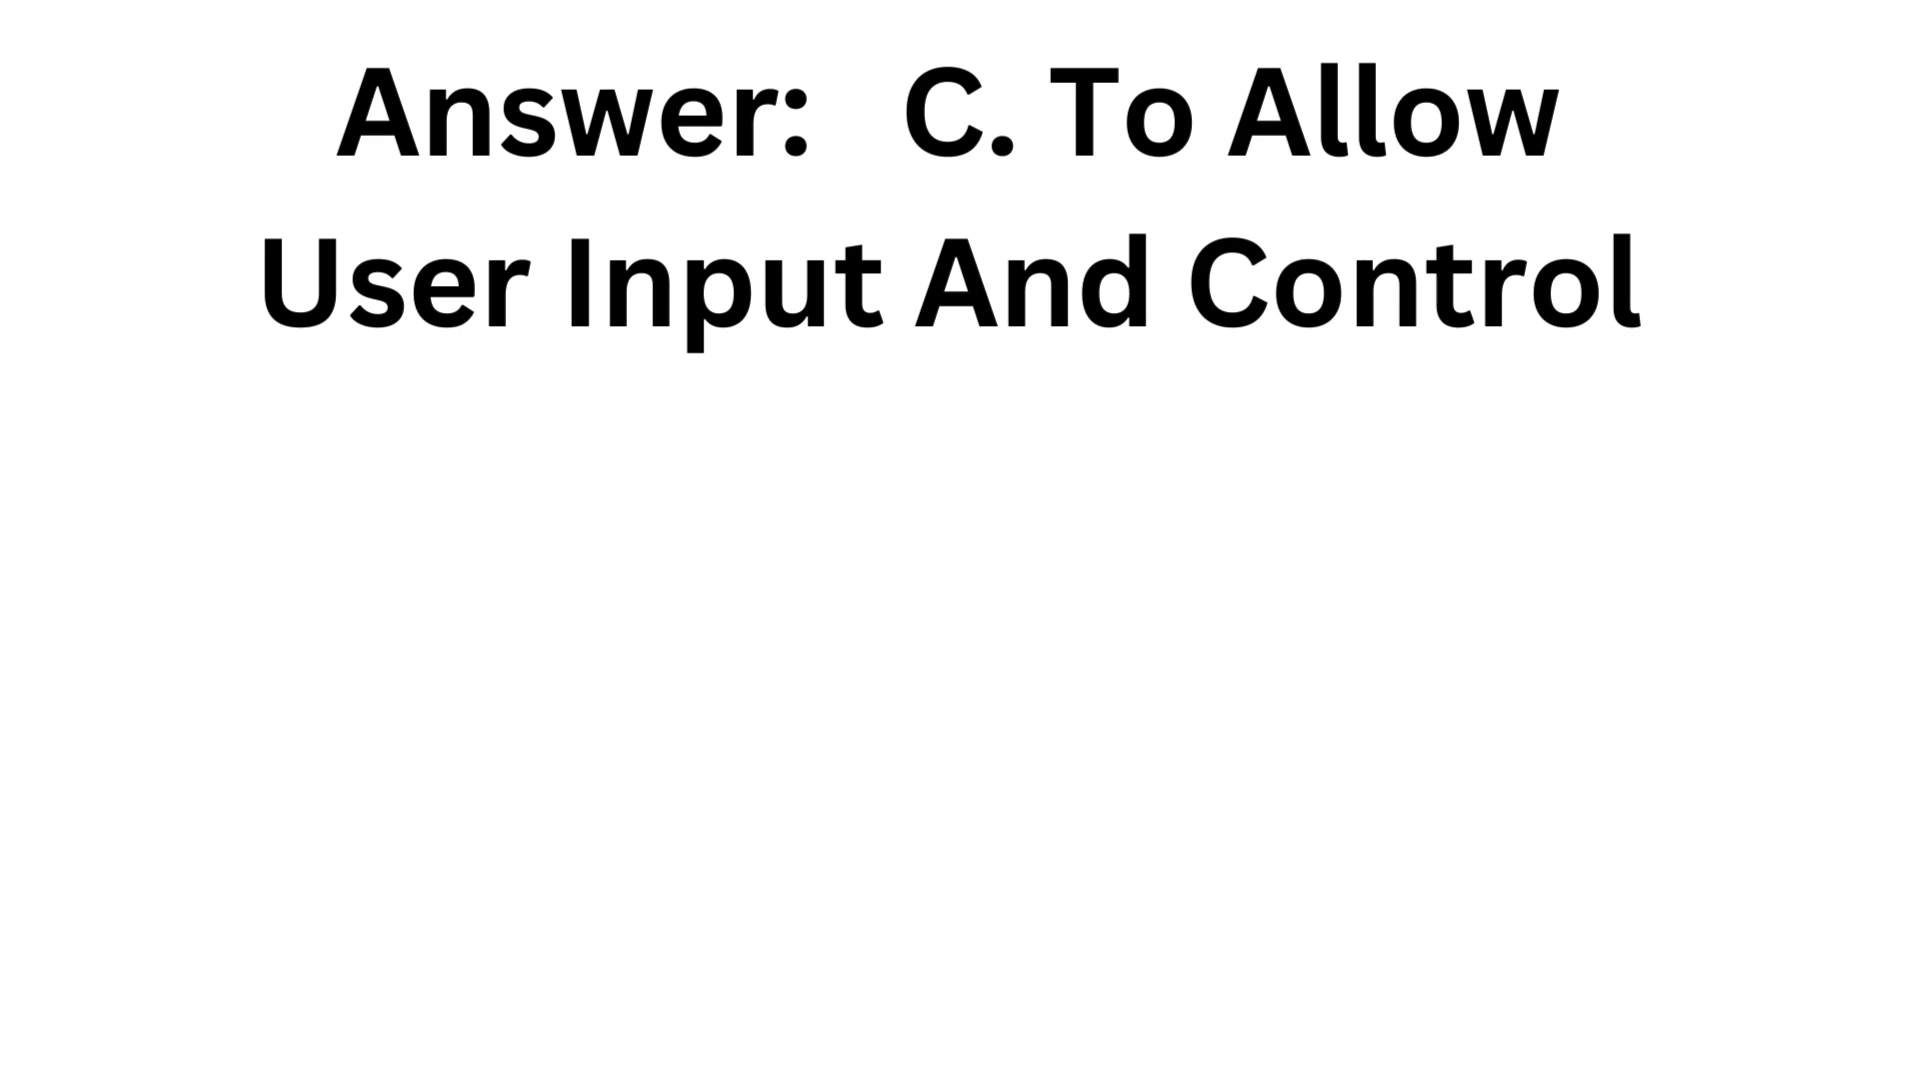 Answer:   C. To Allow
User Input And Control